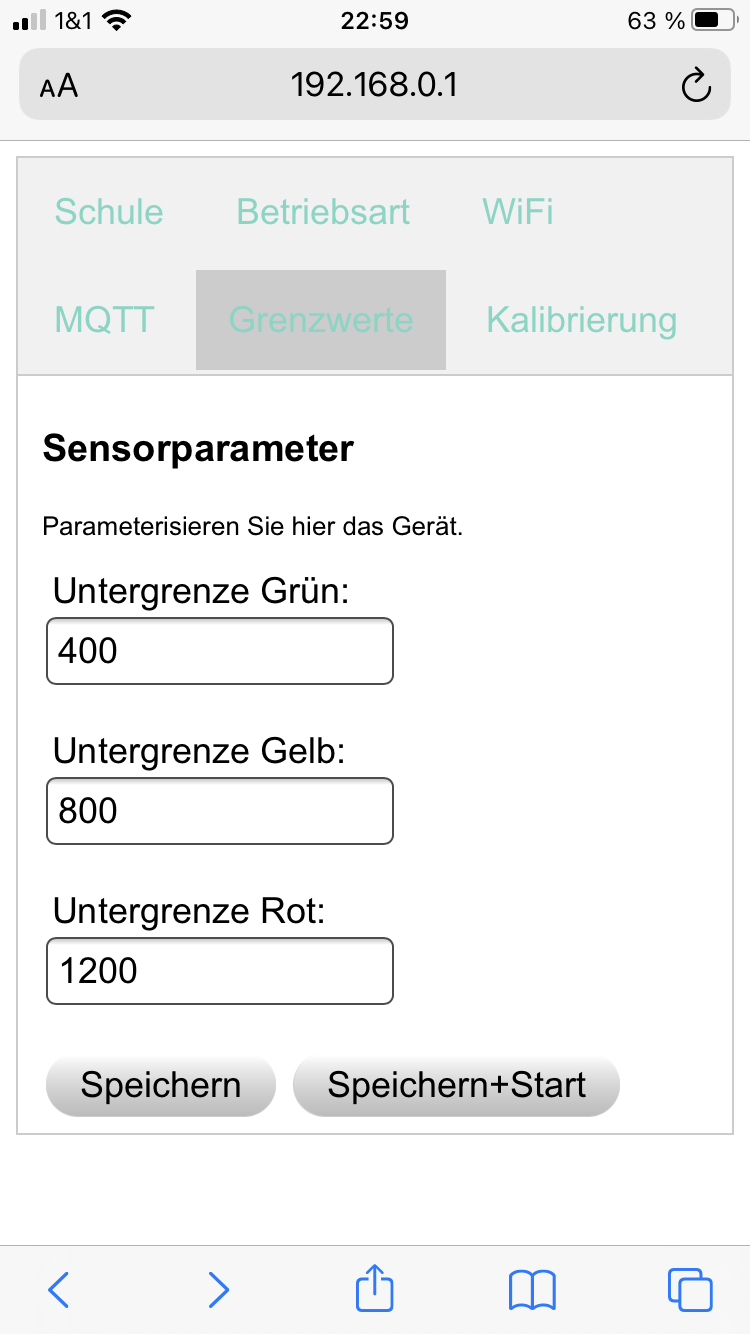 1&1 22:59 63 %
AA 192.168.0.1
Schule Betriebsart WiFi
MQTT Grenzwerte Kalibrierung
Sensorparameter
Parameterisieren Sie hier das Gerät.
Untergrenze Grün:
400
Untergrenze Gelb:
800
Untergrenze Rot:
1200
Speichern Speichern+Start